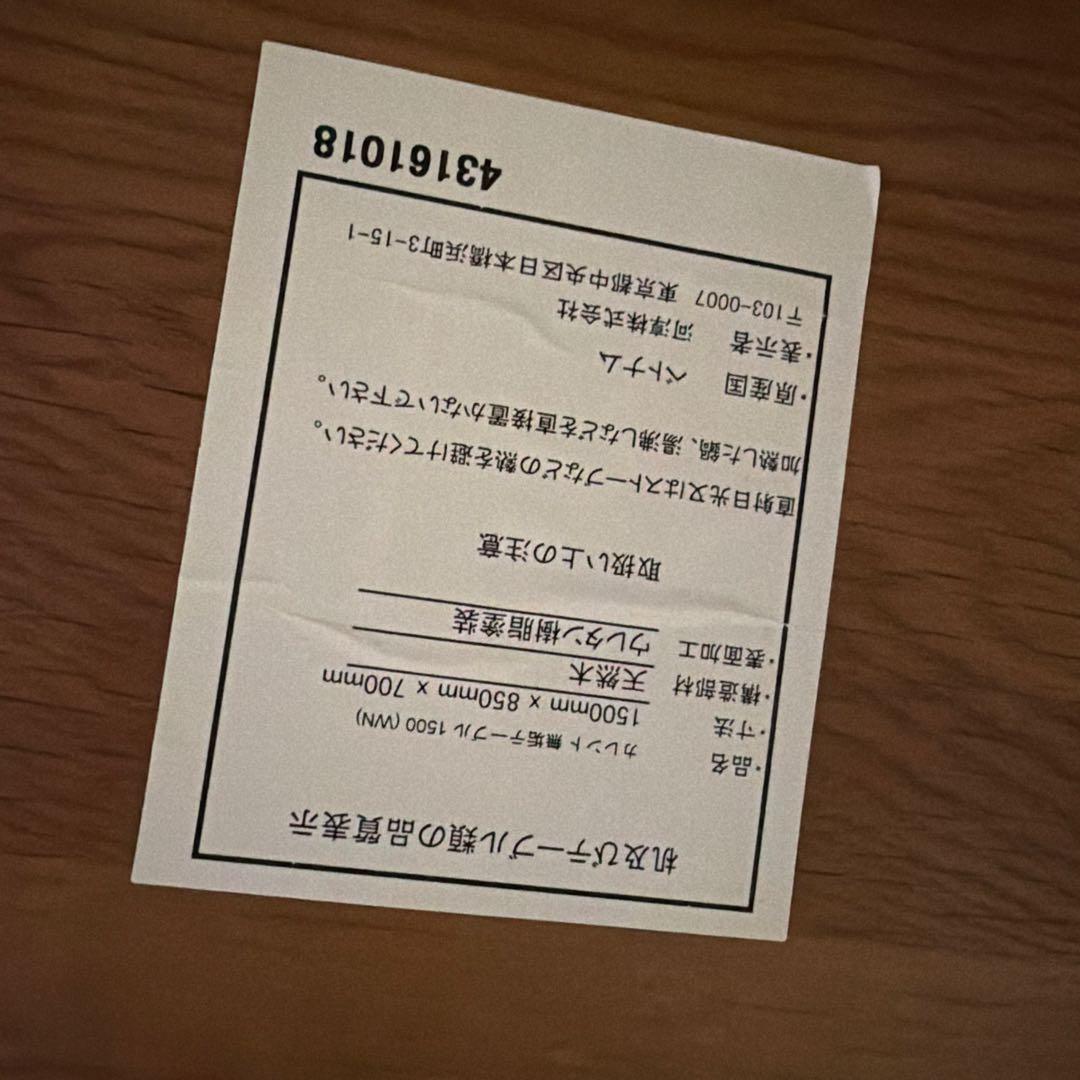 机及びテーブル類の品質表示
・品名 カレント 無垢テーブル 1500 (WN)
・寸法 1500mm x 850mm x 700mm
・構造部材 天然木
・表面加工 ウレタン樹脂塗装
取扱い上の注意
直射日光又はストーブなどの熱を避けてください。
加熱した鍋、湯沸しなどを直接置かないで下さい。
・原産国 ベトナム
・表示者 河淳株式会社
〒103-0007 東京都中央区日本橋浜町3-15-1
43161018